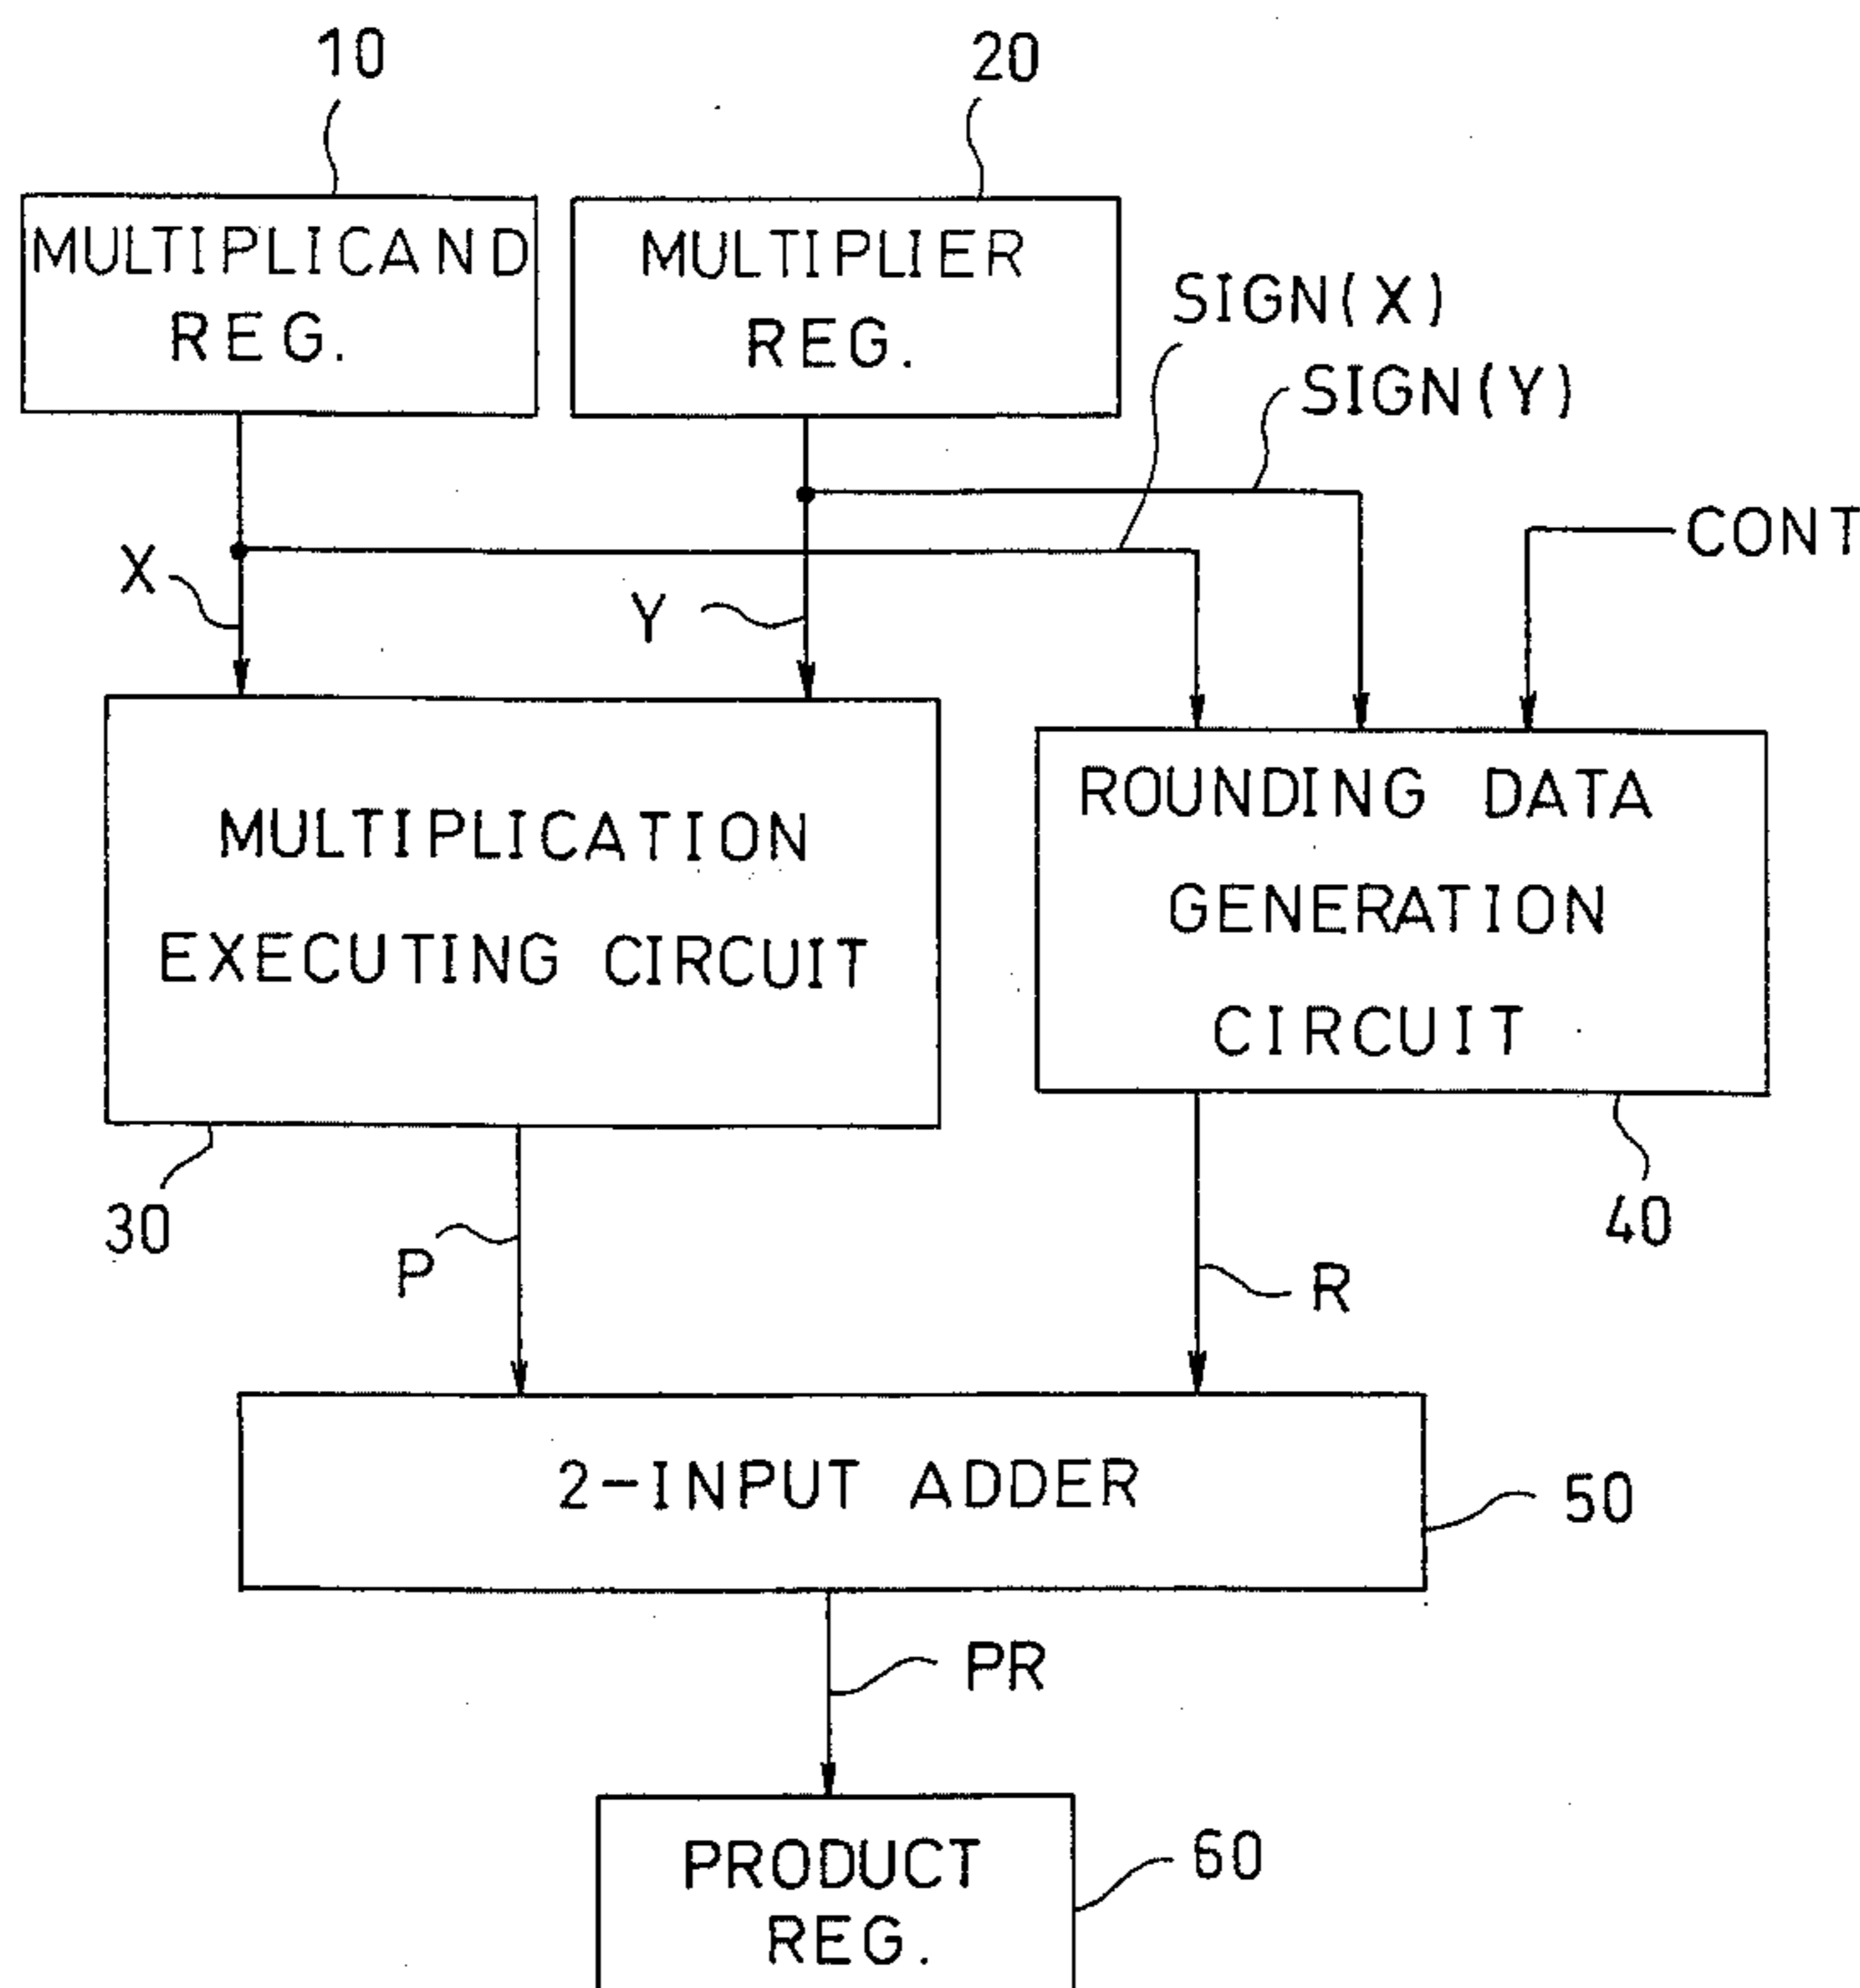 10
20
MULTIPLICAND
REG.
MULTIPLIER
REG.
SIGN(X)
SIGN(Y)
CONT
X
Y
MULTIPLICATION
EXECUTING CIRCUIT
ROUNDING DATA
GENERATION
CIRCUIT
30
40
P
R
2-INPUT ADDER
50
PR
PRODUCT
REG.
60